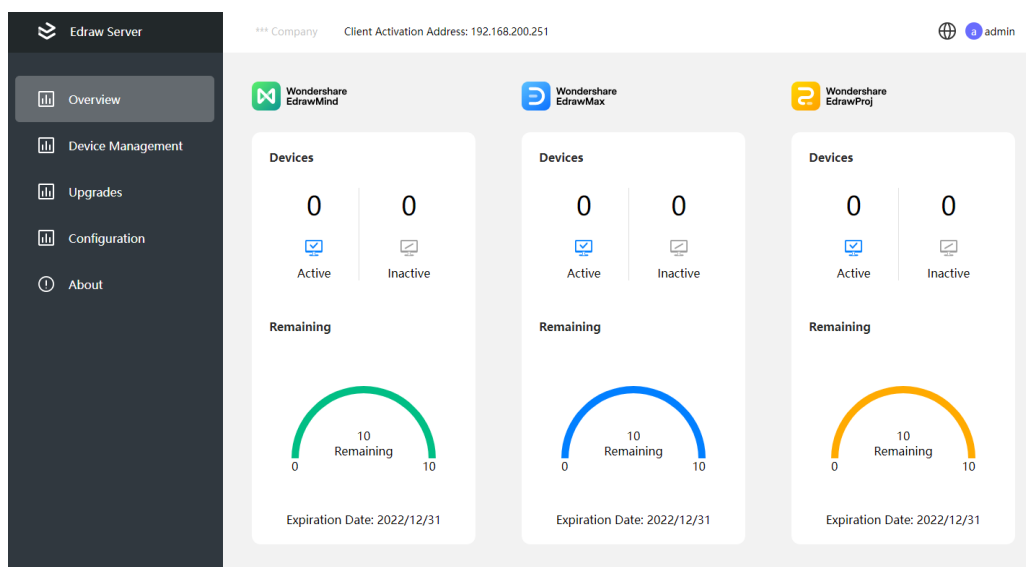 Edraw Server
*** Company
Client Activation Address: 192.168.200.251
a
admin
Overview
Device Management
Upgrades
Configuration
About
Wondershare
EdrawMind
Devices
0
0
Active
Inactive
Remaining
10
Remaining
0
10
Expiration Date: 2022/12/31
Wondershare
EdrawMax
Devices
0
0
Active
Inactive
Remaining
10
Remaining
0
10
Expiration Date: 2022/12/31
Wondershare
EdrawProj
Devices
0
0
Active
Inactive
Remaining
10
Remaining
0
10
Expiration Date: 2022/12/31